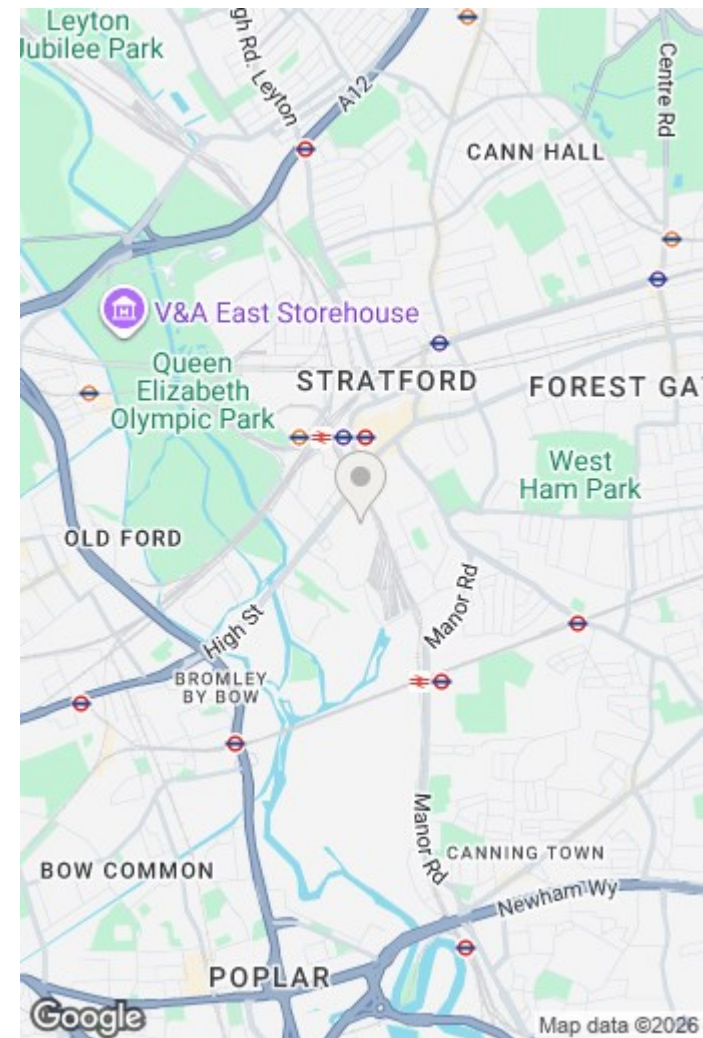 Leyton
Jubilee Park
gh Rd. Leyton
A12
Centre Rd
CANN HALL
V&A East Storehouse
Queen
Elizabeth
Olympic Park
STRATFORD
FOREST GA
West
Ham Park
OLD FORD
Manor Rd
High St
BROMLEY
BY BOW
Manor Rd
CANNING TOWN
BOW COMMON
Newham Wy
POPLAR
Google
Map data ©2026